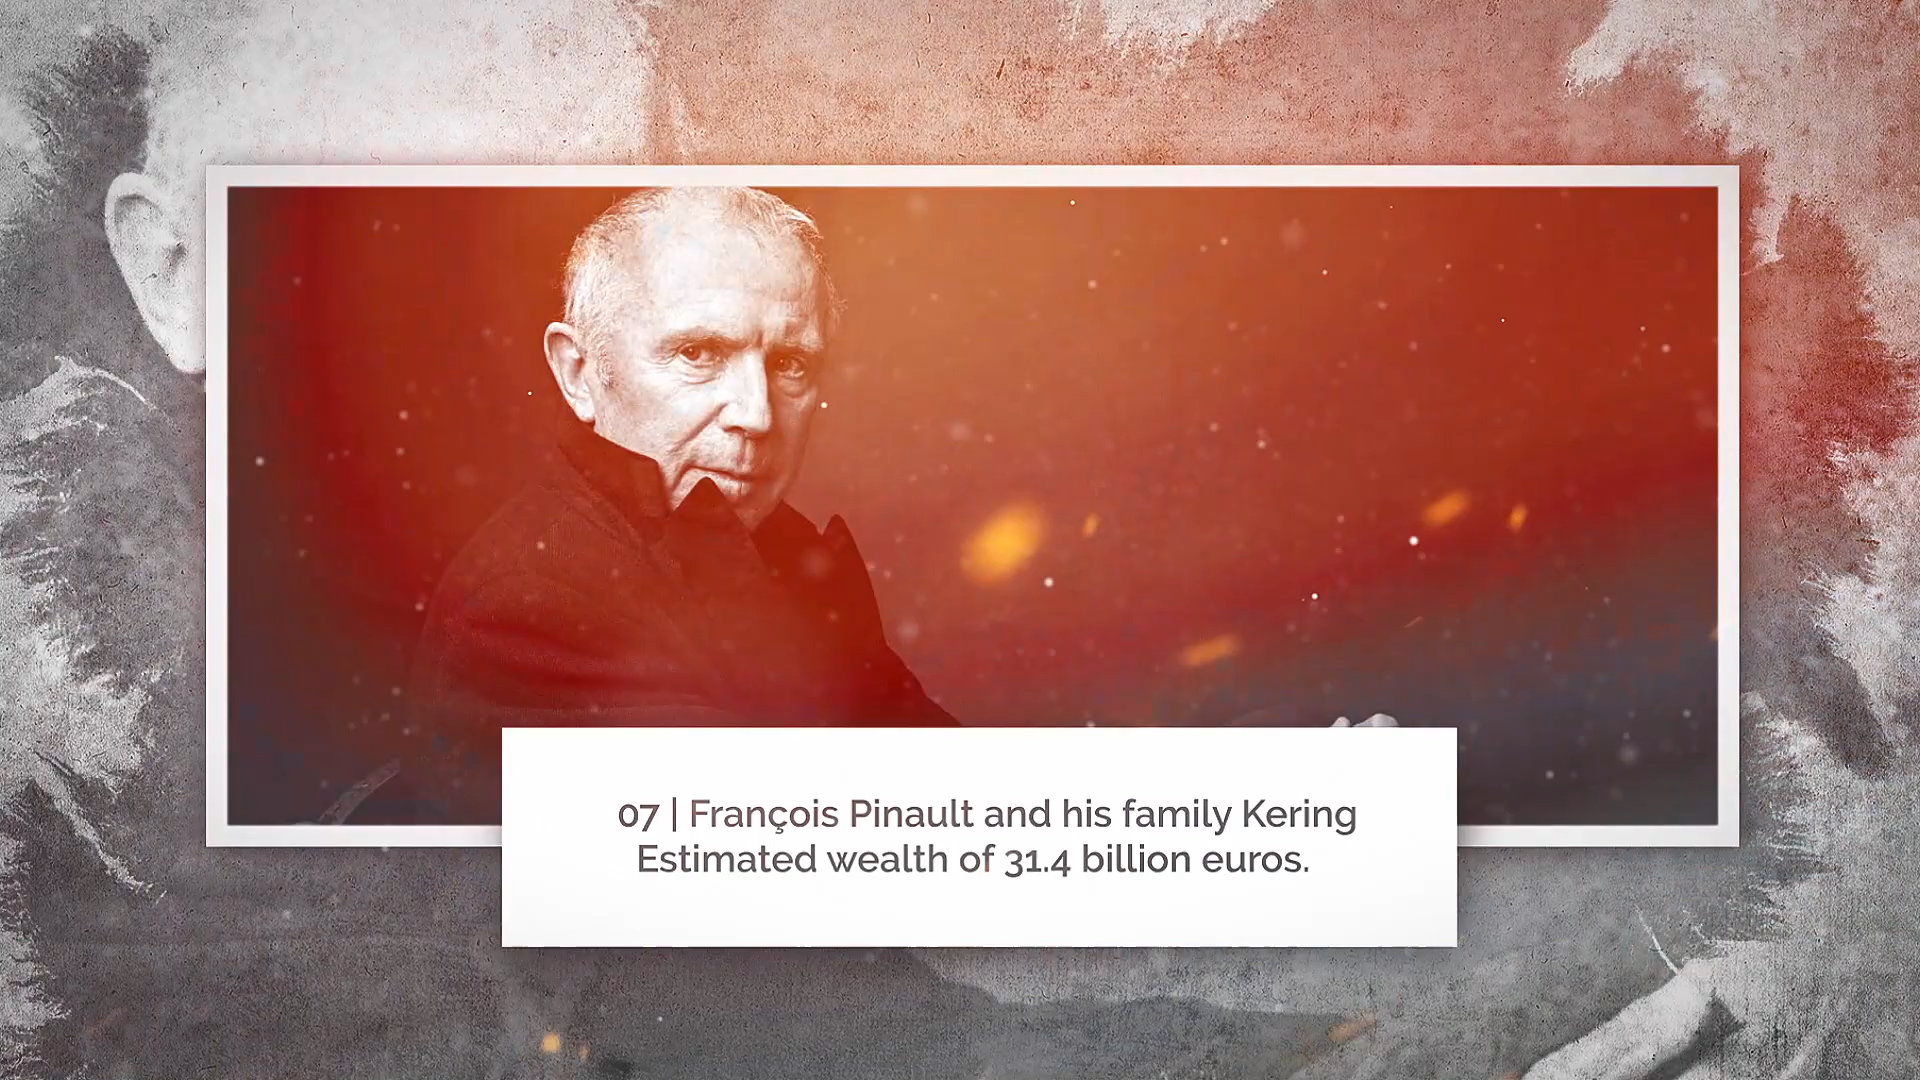 07 | François Pinault and his family Kering
Estimated wealth of 31.4 billion euros.